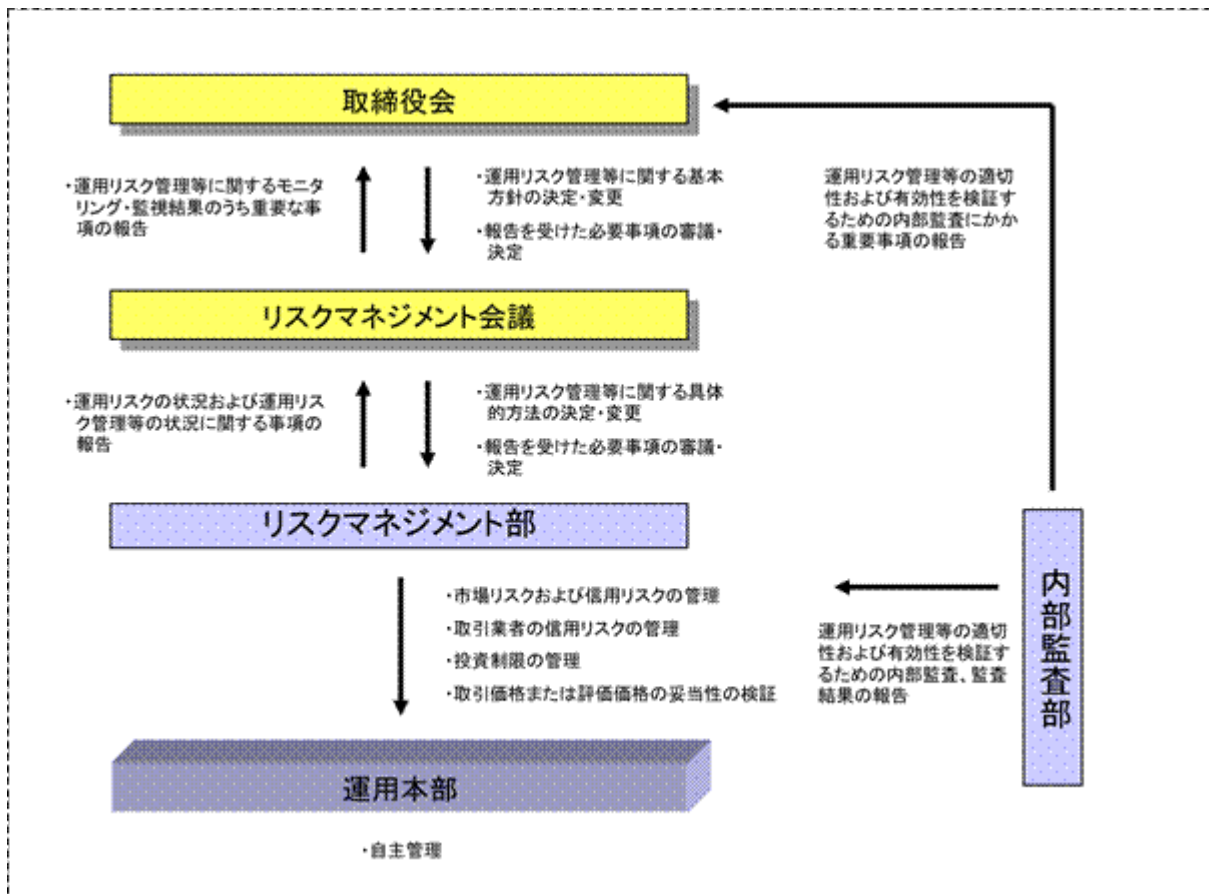 取締役会
・運用リスク管理等に関するモニ
タリング・監視結果のうち重要な事
項の報告
・運用リスク管理等に関する基本
方針の決定・変更
・報告を受けた必要事項の審議・
決定
運用リスク管理等の適切
性および有効性を検証す
るための内部監査にかか
る重要事項の報告
リスクマネジメント会議
・運用リスクの状況および運用リス
ク管理等の状況に関する事項の
報告
・運用リスク管理等に関する具体
的方法の決定・変更
・報告を受けた必要事項の審議・
決定
リスクマネジメント部
・市場リスクおよび信用リスクの管理
・取引業者の信用リスクの管理
・投資制限の管理
・取引価格または評価価格の妥当性の検証
運用リスク管理等の適切
性および有効性を検証す
るための内部監査、監査
結果の報告
内部監査部
運用本部
・自主管理